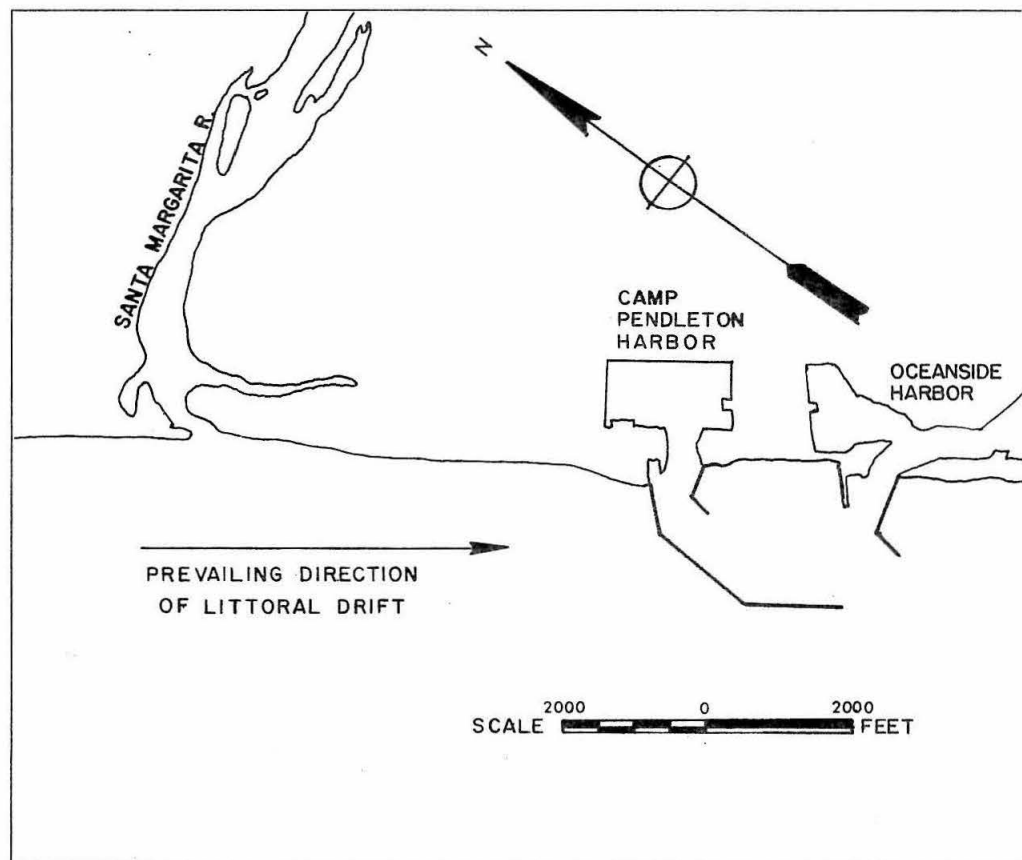 N
SANTA MARGARITA R.
CAMP
PENDLETON
HARBOR
OCEANSIDE
HARBOR
PREVAILING DIRECTION
OF LITTORAL DRIFT
2000 0 2000
SCALE FEET